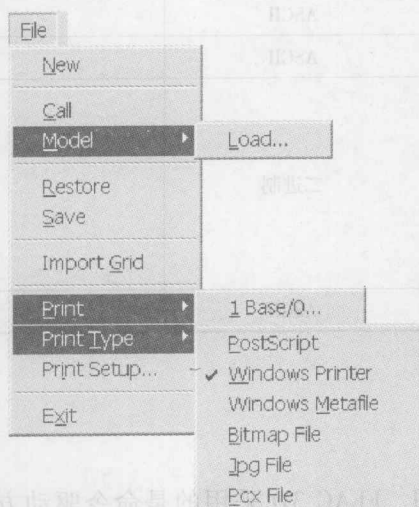 File
New
Call
Model
Load...
Restore
Save
Import Grid
Print
1 Base/0...
Print Type
PostScript
Print Setup...
Windows Printer
Windows Metafile
Exit
Bitmap File
Jpg File
Pcx File